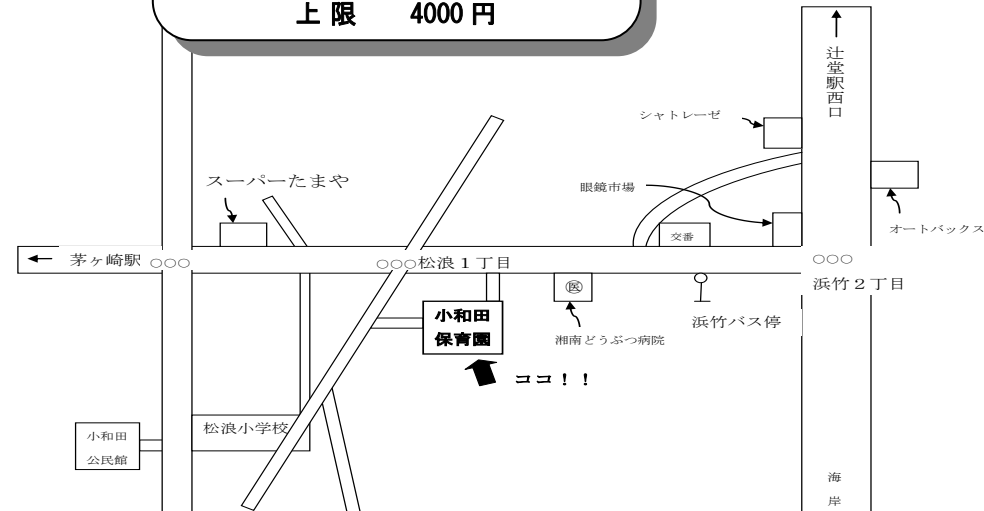 上限 4000円
辻堂駅西口
シャトレーゼ
スーパーたまや
眼鏡市場
交番
オートバックス
茅ヶ崎駅 ○○○
○○○松浪1丁目
○○○
浜竹2丁目
医
小和田
保育園
浜竹バス停
湘南どうぶつ病院
ココ！！
松浪小学校
小和田
公民館
海岸